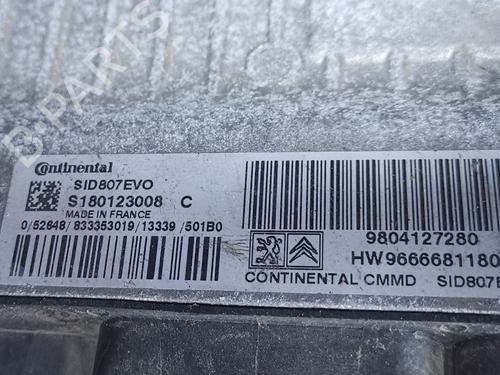 B-PARTS
Continental
SID807EVO
S180123008 C
MADE IN FRANCE
0/52648/833353019/13339/501B0
9804127280
HW9666681180
CONTINENTAL CMMD SID807E